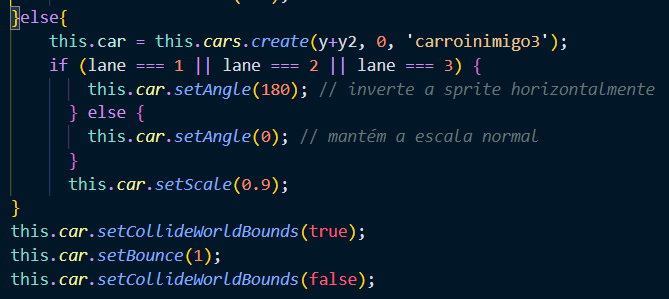 }else{
this.car = this.cars.create(y+y2, 0, 'carroinimigo3');
if (lane === 1 || lane === 2 || lane === 3) {
this.car.setAngle(180); // inverte a sprite horizontalmente
} else {
this.car.setAngle(0); // mantém a escala normal
}
this.car.setScale(0.9);
}
this.car.setCollideWorldBounds(true);
this.car.setBounce(1);
this.car.setCollideWorldBounds(false);